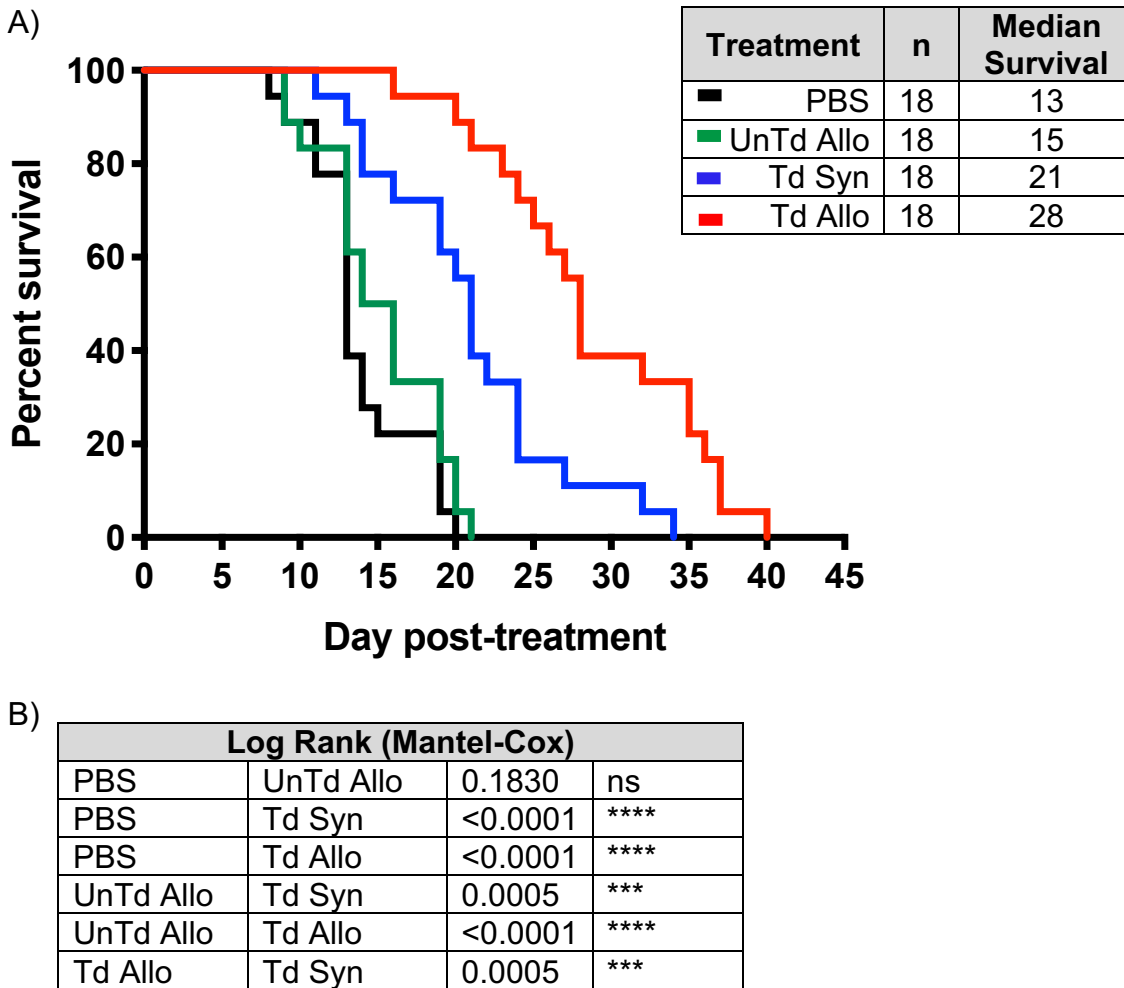 A)
Treatment n Median Survival
PBS 18 13
UnTd Allo 18 15
Td Syn 18 21
Td Allo 18 28
Percent survival
100
80
60
40
20
0
0 5 10 15 20 25 30 35 40 45
Day post-treatment
B)
Log Rank (Mantel-Cox)
PBS UnTd Allo 0.1830 ns
PBS Td Syn <0.0001 ****
PBS Td Allo <0.0001 ****
UnTd Allo Td Syn 0.0005 ***
UnTd Allo Td Allo <0.0001 ****
Td Allo Td Syn 0.0005 ***